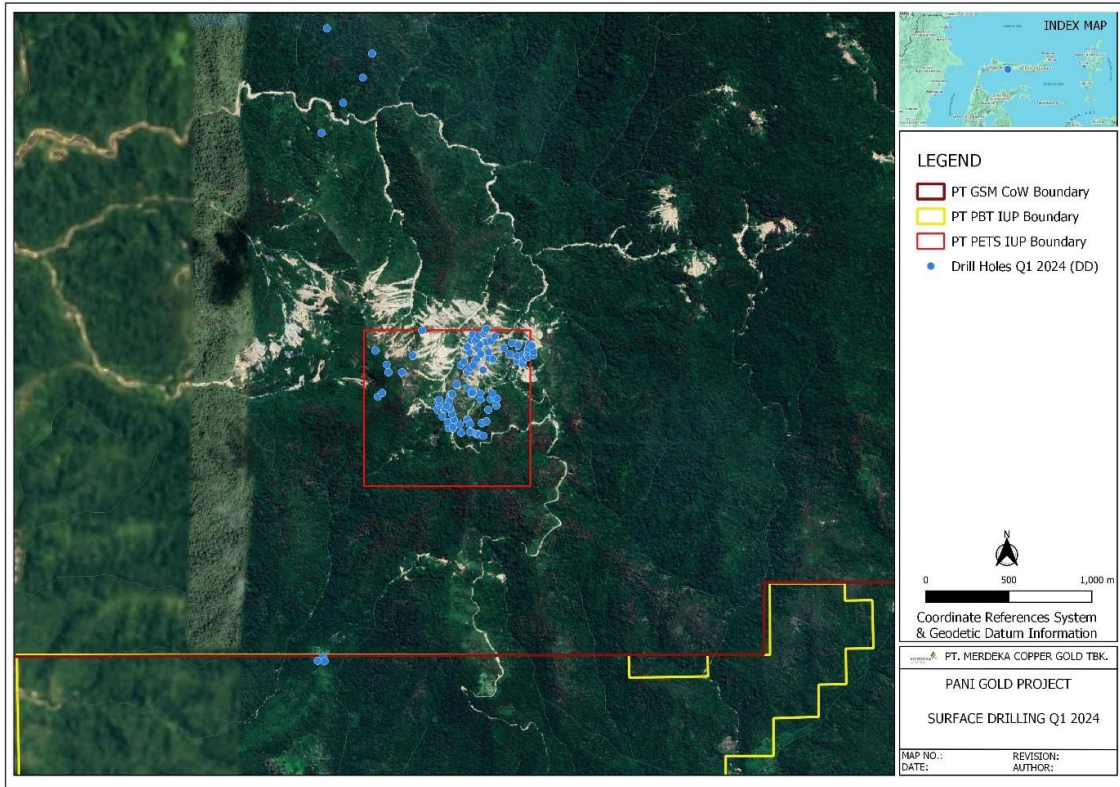 INDEX MAP
LEGEND
PT GSM CoW Boundary
PT PBT IUP Boundary
PT PETS IUP Boundary
Drill Holes Q1 2024 (DD)
N
0 500 1,000 m
Coordinate References System
& Geodetic Datum Information
MERDEKA PT. MERDEKA COPPER GOLD TBK.
PANI GOLD PROJECT
SURFACE DRILLING Q1 2024
MAP NO.: REVISION:
DATE: AUTHOR: